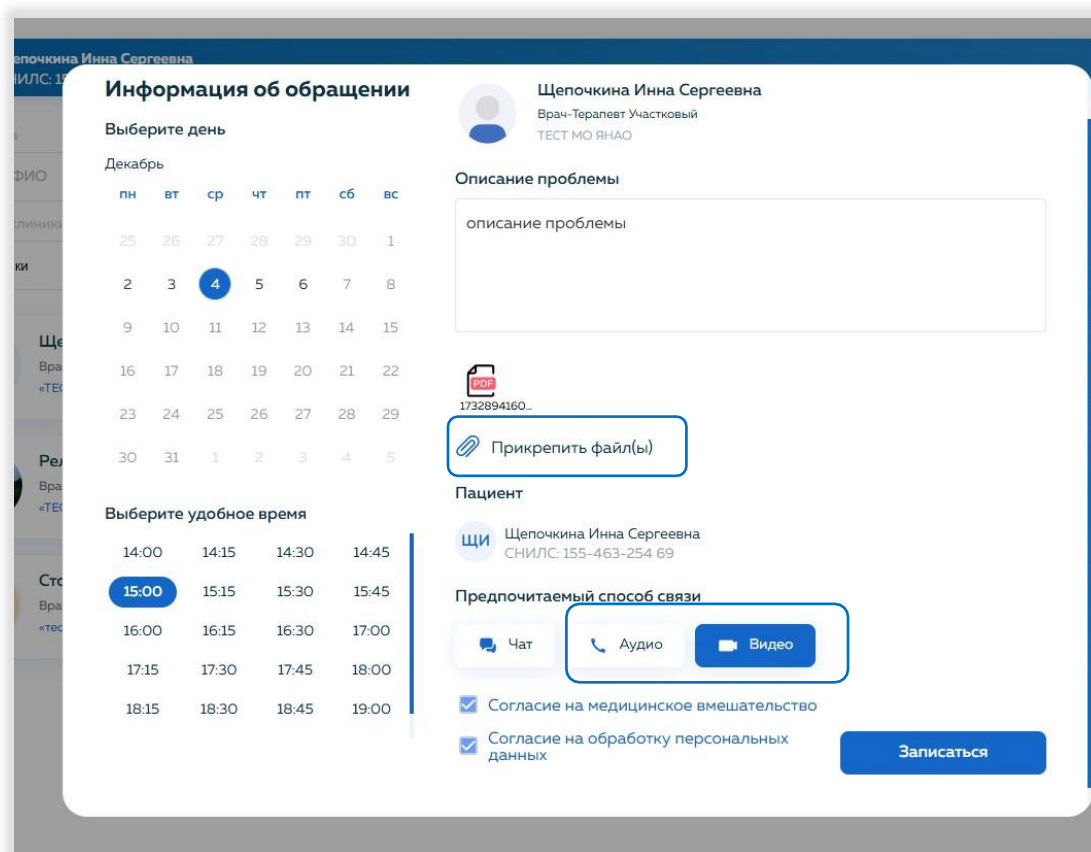 епочкина Инна Сергеевна
ИЛС: 15
ФИО
клиники
ки
Ще
Вра
«ТЕС
Рел
Вра
«ТЕС
Сто
Вра
«тес
Информация об обращении
Выберите день
Декабрь
пн вт ср чт пт сб вс
25 26 27 28 29 30 1
2 3 4 5 6 7 8
9 10 11 12 13 14 15
16 17 18 19 20 21 22
23 24 25 26 27 28 29
30 31 1 2 3 4 5
Выберите удобное время
14:00 14:15 14:30 14:45
15:00 15:15 15:30 15:45
16:00 16:15 16:30 17:00
17:15 17:30 17:45 18:00
18:15 18:30 18:45 19:00
Щепочкина Инна Сергеевна
Врач-Терапевт Участковый
ТЕСТ МО ЯНАО
Описание проблемы
описание проблемы
PDF
1732894160...
Прикрепить файл(ы)
Пациент
ЩИ
Щепочкина Инна Сергеевна
СНИЛС: 155-463-254 69
Предпочитаемый способ связи
Чат Аудио Видео
Согласие на медицинское вмешательство
Согласие на обработку персональных
данных
Записаться